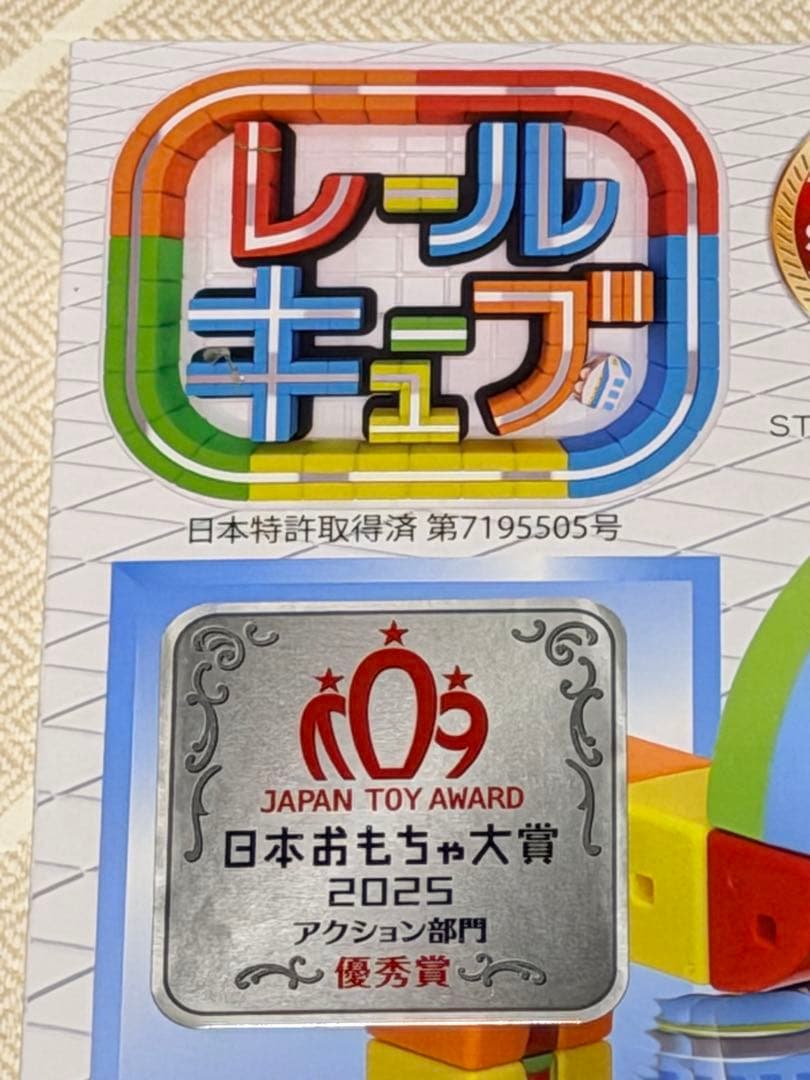 レール
キューブ
日本特許取得済 第7195505号
ST
JAPAN TOY AWARD
日本おもちゃ大賞
2025
アクション部門
優秀賞